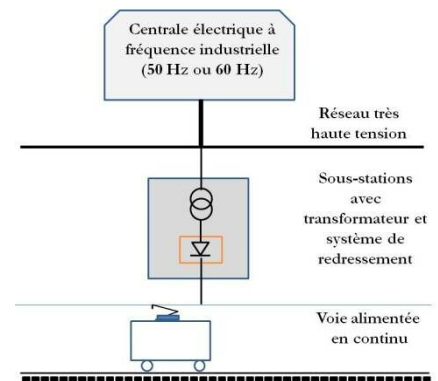 Centrale électrique à
fréquence industrielle
(50 Hz ou 60 Hz)
Réseau très
haute tension
Sous-stations
avec
transformateur et
système de
redressement
Voie alimentée
en continu